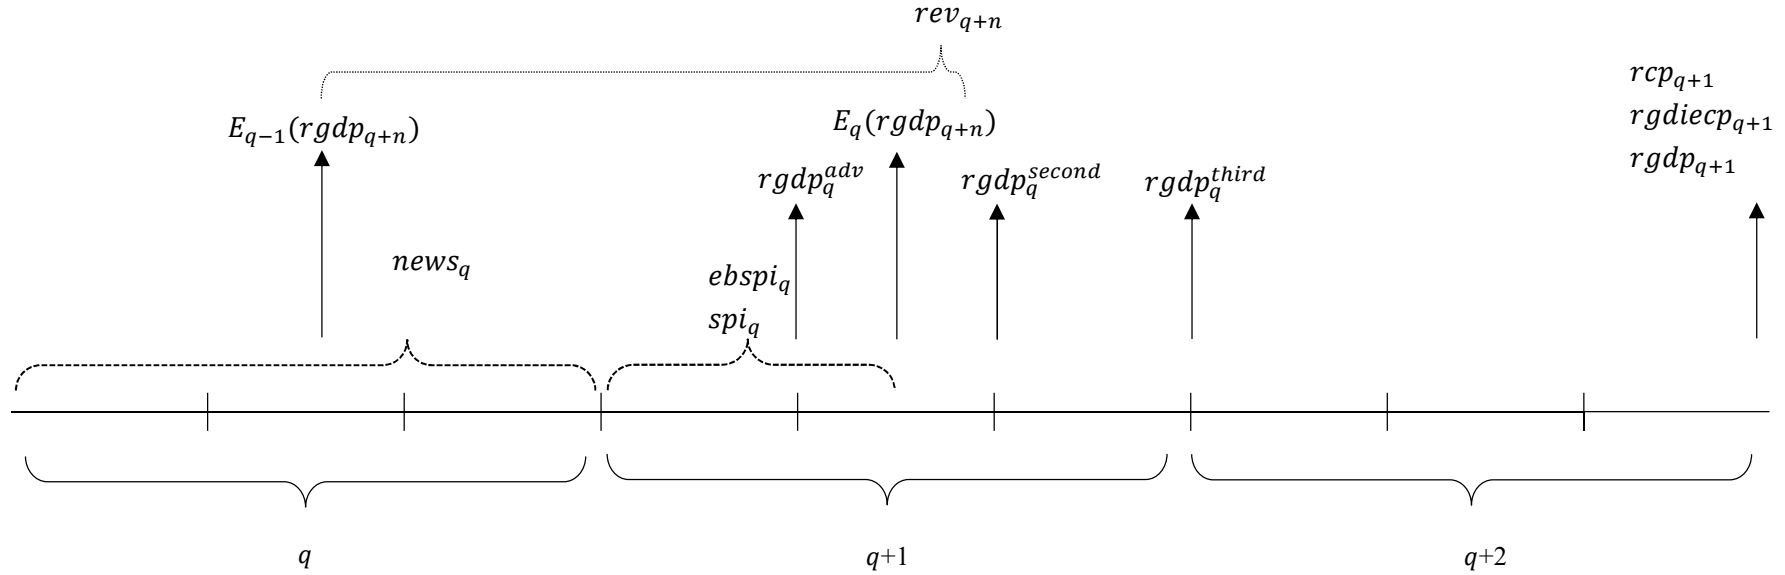 rev_{q+n}
rcp_{q+1}
rgdiecp_{q+1}
rgdp_{q+1}
E_{q−1}(rgdp_{q+n})
E_q(rgdp_{q+n})
rgdp_q^{adv}
rgdp_q^{second}
rgdp_q^{third}
news_q
ebspi_q
spi_q
q
q+1
q+2